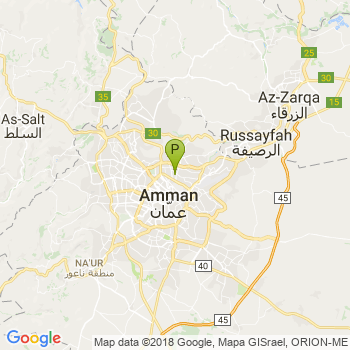 25
35
30
Az-Zarqa
الزرقاء
15
As-Salt
السلط
30
Russayfah
الرصيفة
P
Amman
عمان
45
NA'UR
منطقة ناعور
40
45
Google
Map data ©2018 Google, Mapa GISrael, ORION-ME